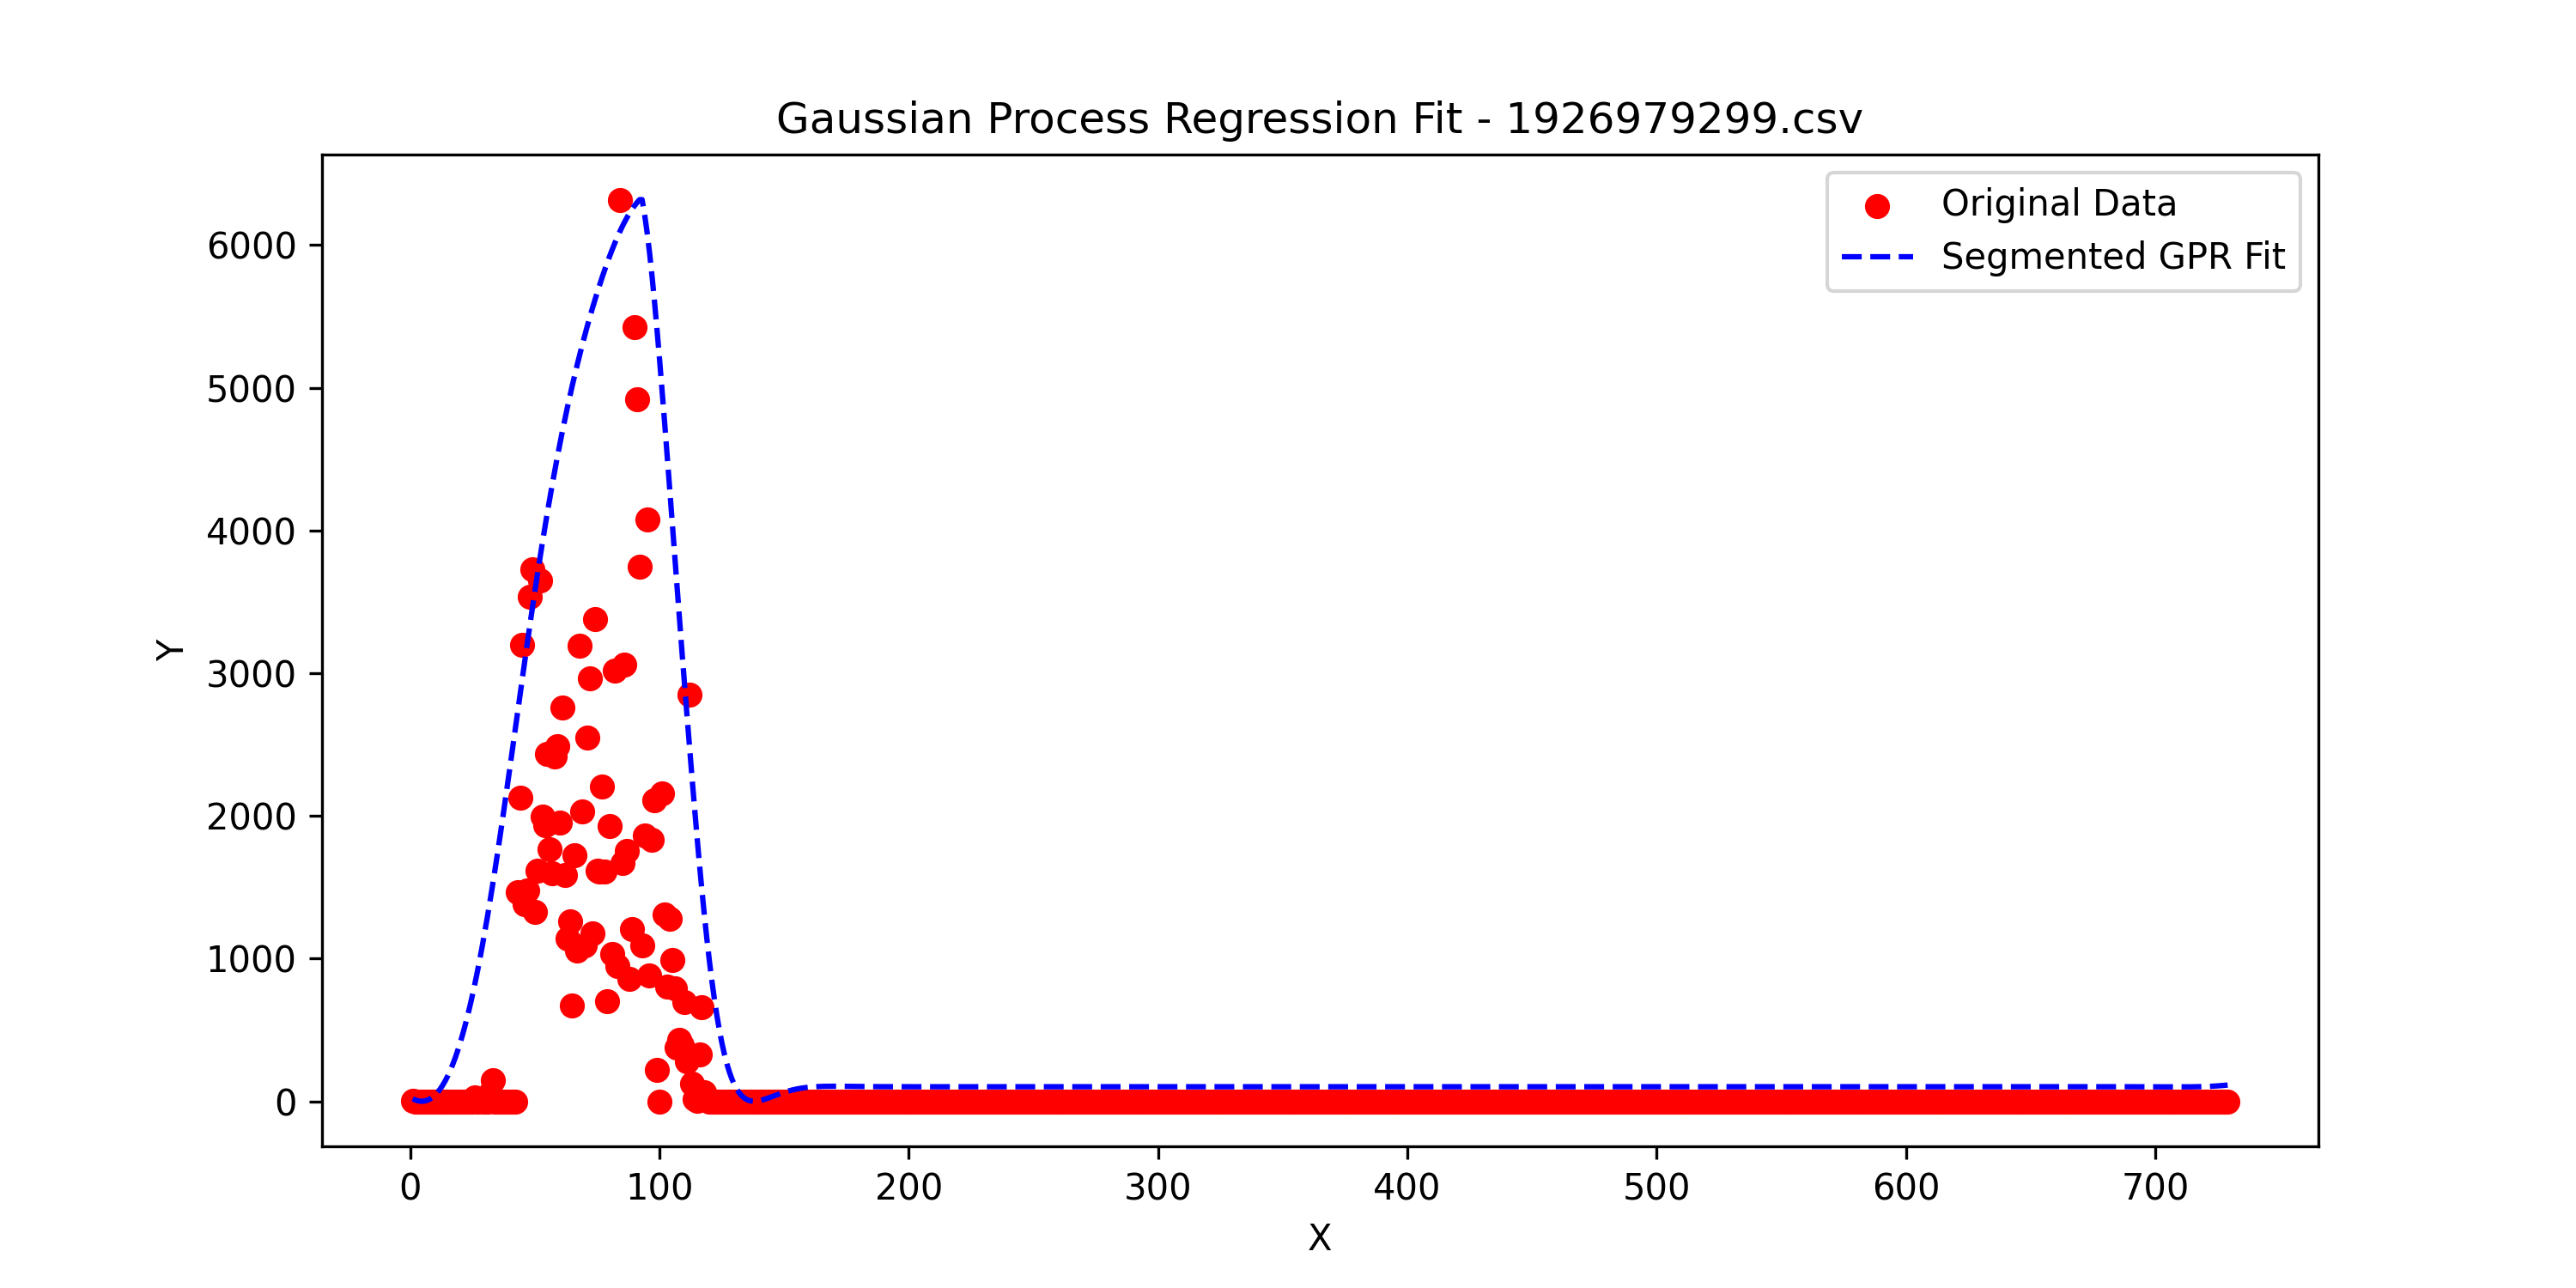 Gaussian Process Regression Fit - 1926979299.csv
Original Data
Segmented GPR Fit
6000
5000
4000
3000
2000
1000
0
Y
0 100 200 300 400 500 600 700
X